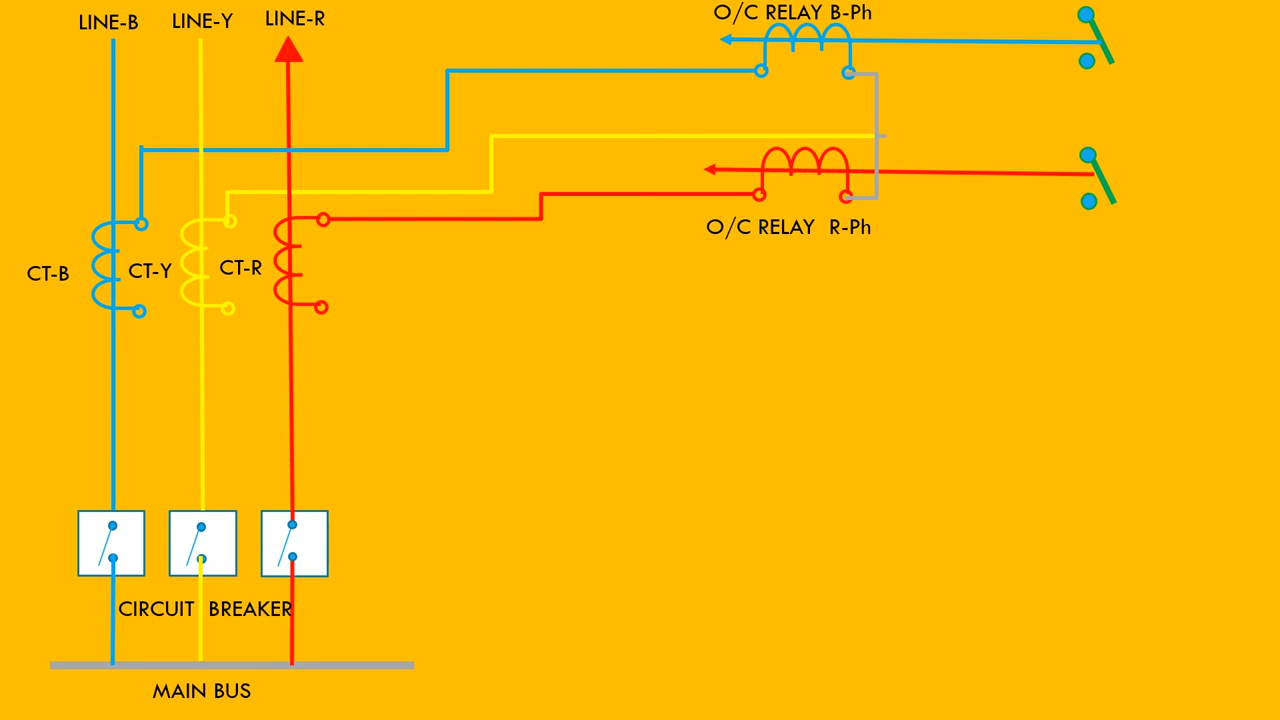 LINE-B LINE-Y LINE-R
O/C RELAY B-Ph
O/C RELAY R-Ph
CT-B CT-Y CT-R
CIRCUIT BREAKER
MAIN BUS